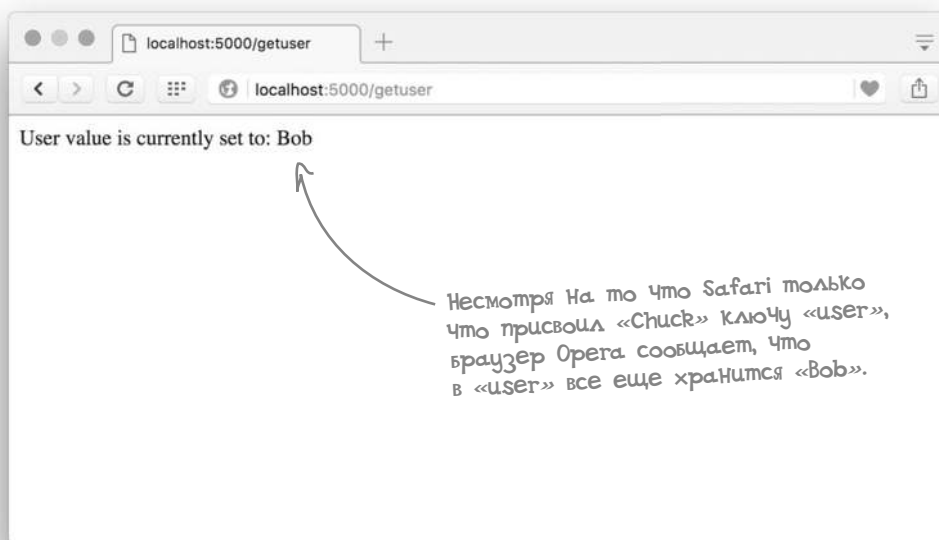 localhost:5000/getuser
localhost:5000/getuser
User value is currently set to: Bob
Несмотря на то что Safari только
что присвоил «Chuck» ключу «user»,
браузер Opera сообщает, что
в «user» все еще хранится «Bob».